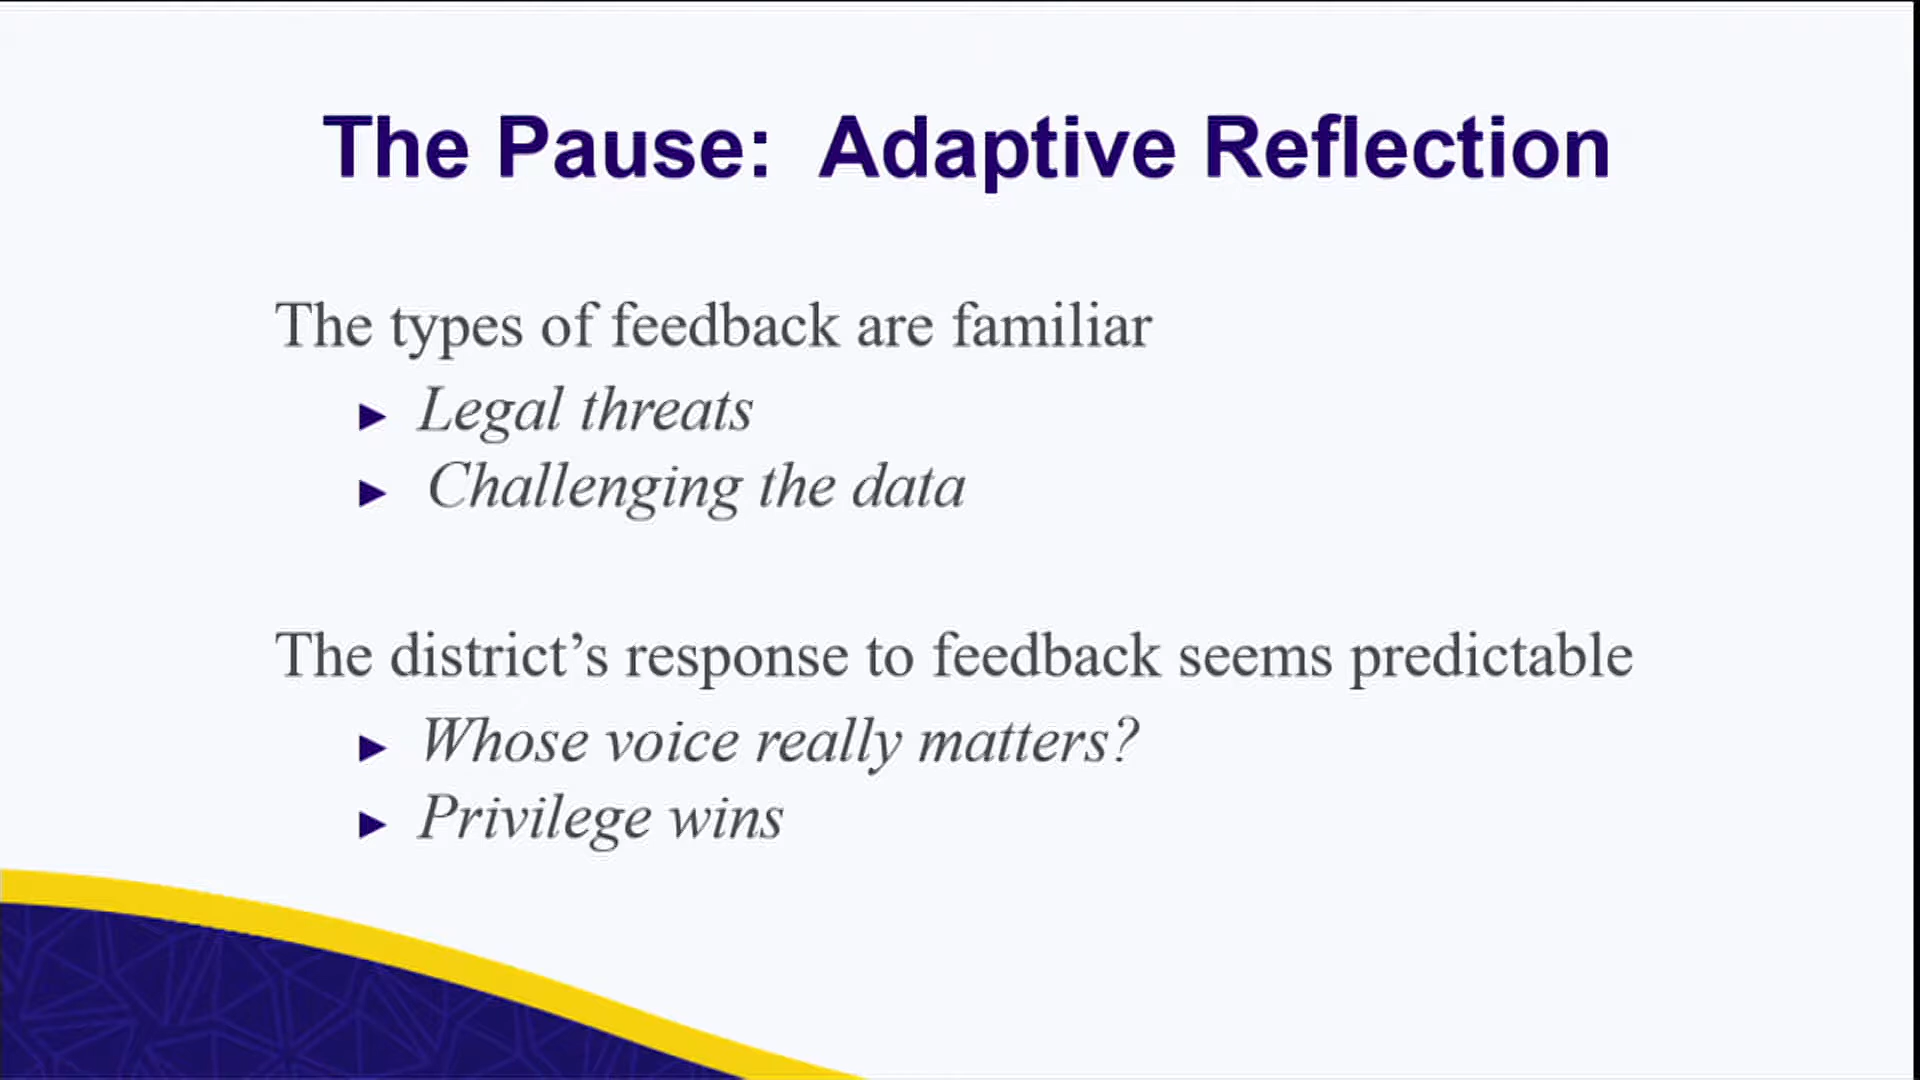 The Pause:  Adaptive Reflection
The types of feedback are familiar
► Legal threats
► Challenging the data
The district’s response to feedback seems predictable
► Whose voice really matters?
► Privilege wins